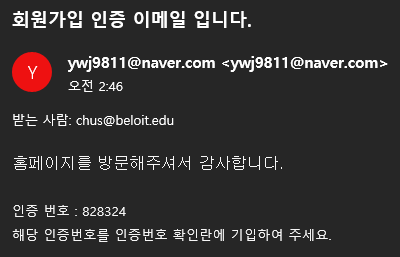 회원가입 인증 이메일 입니다.
Y
ywj9811@naver.com <ywj9811@naver.com>
오전 2:46
받는 사람: chus@beloit.edu
홈페이지를 방문해주셔서 감사합니다.
인증 번호 : 828324
해당 인증번호를 인증번호 확인란에 기입하여 주세요.